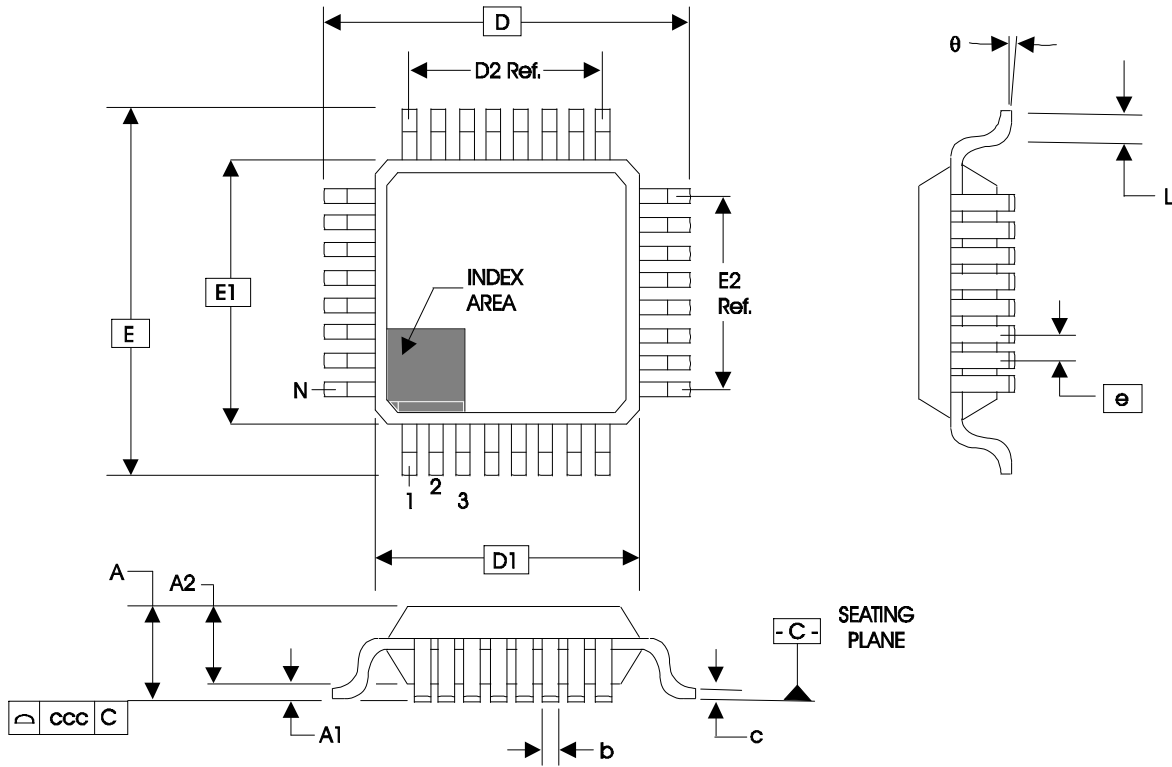 D
D2 Ref.
θ
L
E1
E
INDEX
AREA
E2
Ref.
N
e
1
2
3
D1
A
A2
- C -
SEATING
PLANE
⌓ ccc C
A1
b
c